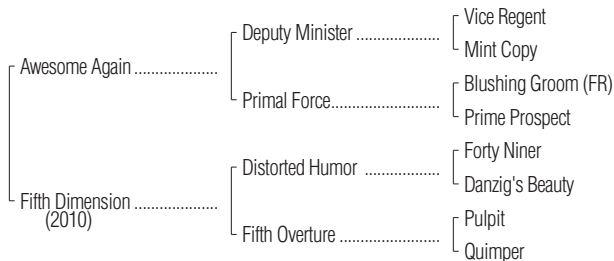 Vice Regent
Deputy Minister ..................
Mint Copy
Awesome Again ..................
Blushing Groom (FR)
Primal Force.......................
Prime Prospect
Forty Niner
Distorted Humor ................
Danzig's Beauty
Fifth Dimension ..................
(2010)
Pulpit
Fifth Overture .....................
Quimper